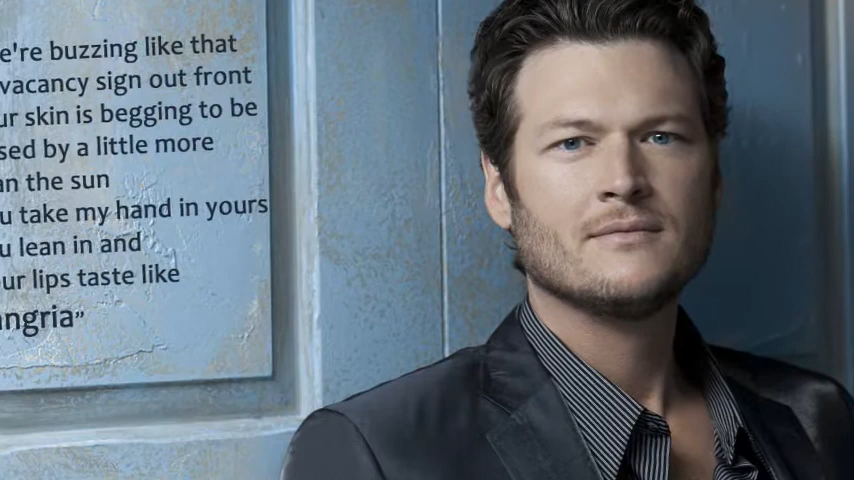 e're buzzing like that
vacancy sign out front
ur skin is begging to be
sed by a little more
an the sun
u take my hand in yours
u lean in and
ur lips taste like
angria”